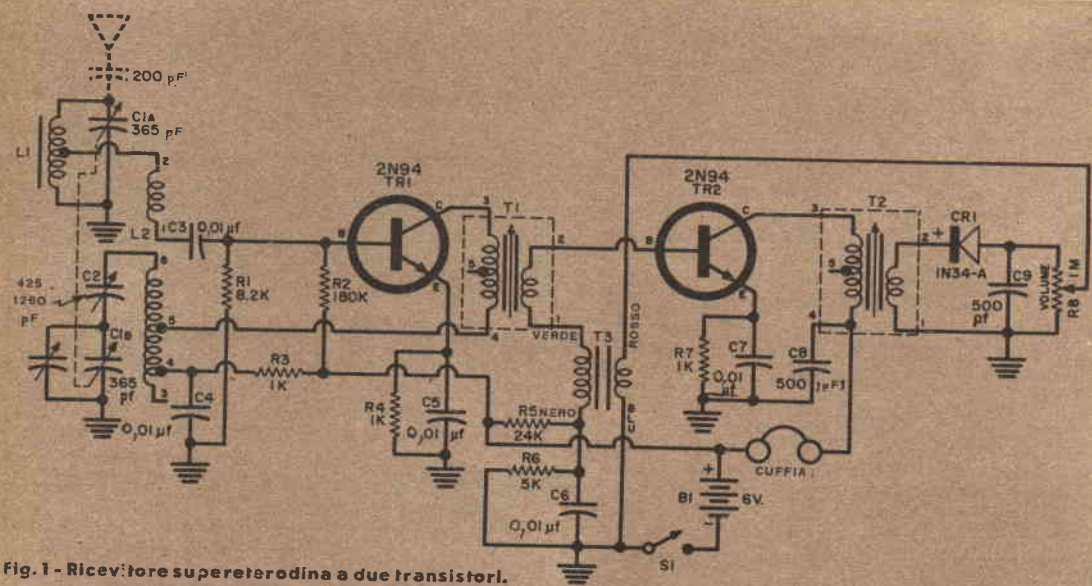 200 pF
C1A
365 pF
L1
2
1
L2
C3
0,01 µf
R1
8.2K
R2
180K
2N94
TR1
B
C
E
3
T1
5
4
2
1
VERDE
C2
425
1260
pF
C1B
365
pf
6
5
4
3
C4
0,01 µf
R3
1K
R4
1K
C5
0,01 µf
R5
24K
NERO
R6
5K
C6
0,01 µf
T3
ROSSO
BLU
2N94
TR2
B
C
E
R7
1K
C7
0,01
µf
C8
500
3
T2
5
4
2
1
+
CR1
1N34-A
C9
500
pf
VOLUME
R8
1M
CUFFIA
+
B1
6V.
-
S1
Fig. 1 - Ricevitore supereterodina a due transistori.